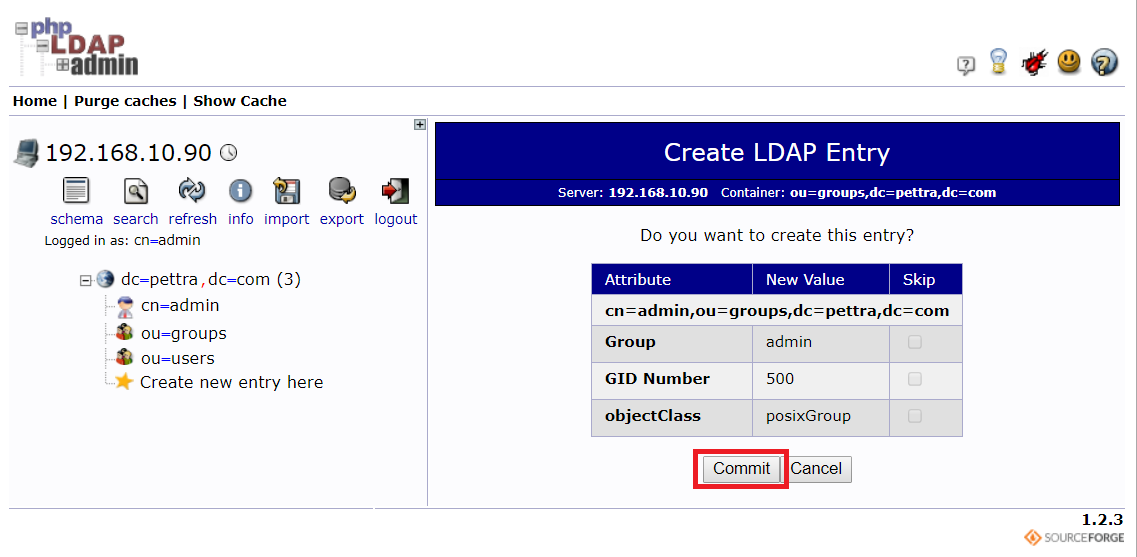 php
LDAP
admin
Home | Purge caches | Show Cache
192.168.10.90
schema search refresh info import export logout
Logged in as: cn=admin
dc=pettra,dc=com (3)
cn=admin
ou=groups
ou=users
Create new entry here
Create LDAP Entry
Server: 192.168.10.90 Container: ou=groups,dc=pettra,dc=com
Do you want to create this entry?
Attribute New Value Skip
cn=admin,ou=groups,dc=pettra,dc=com
Group admin
GID Number 500
objectClass posixGroup
Commit Cancel
1.2.3
SOURCEFORGE